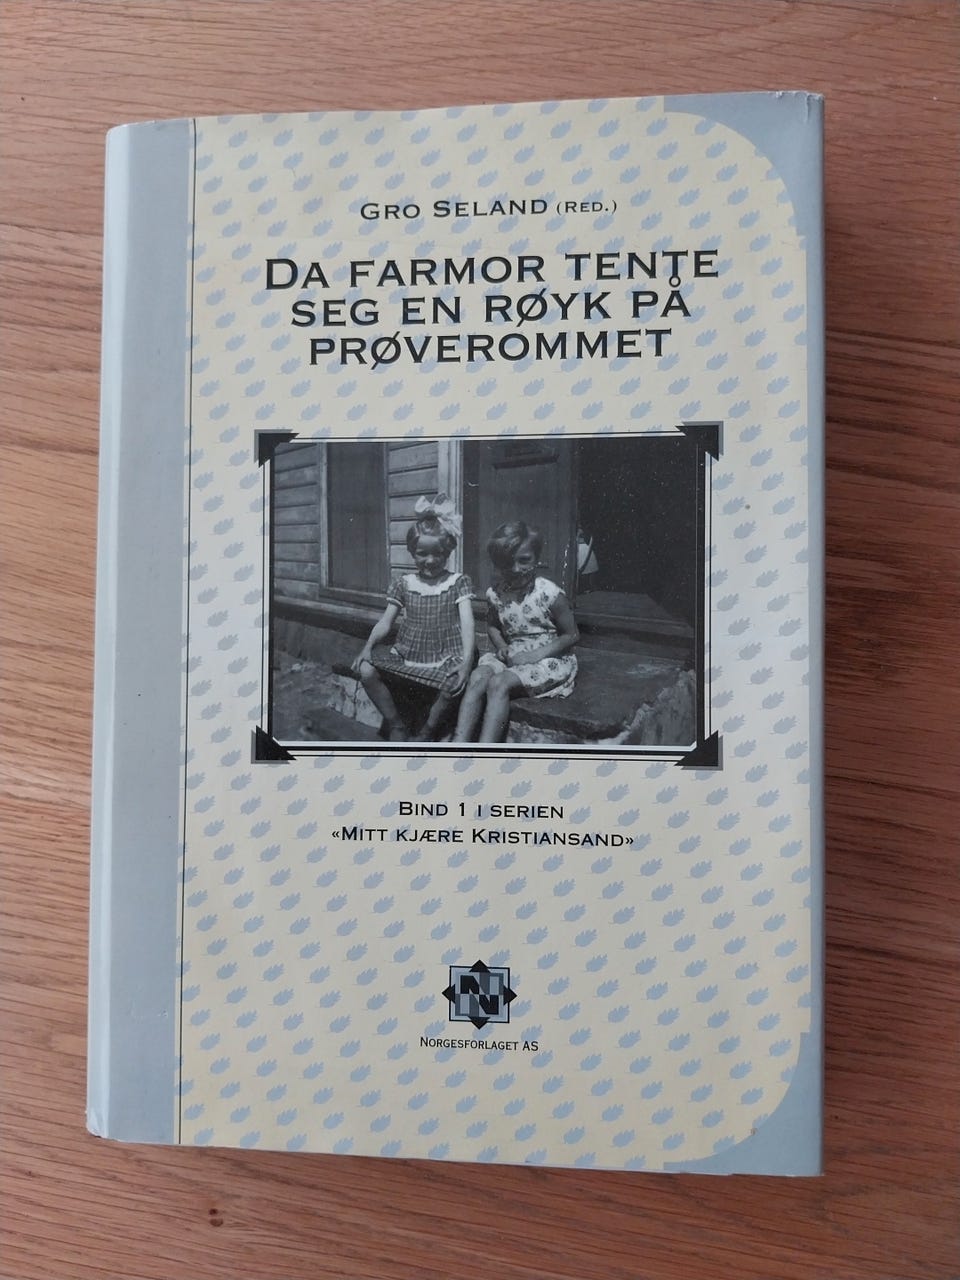 GRO SELAND (RED.)
DA FARMOR TENTE
SEG EN RØYK PÅ
PRØVEROMMET
BIND 1 I SERIEN
«MITT KJÆRE KRISTIANSAND»
NN
NORGESFORLAGET AS